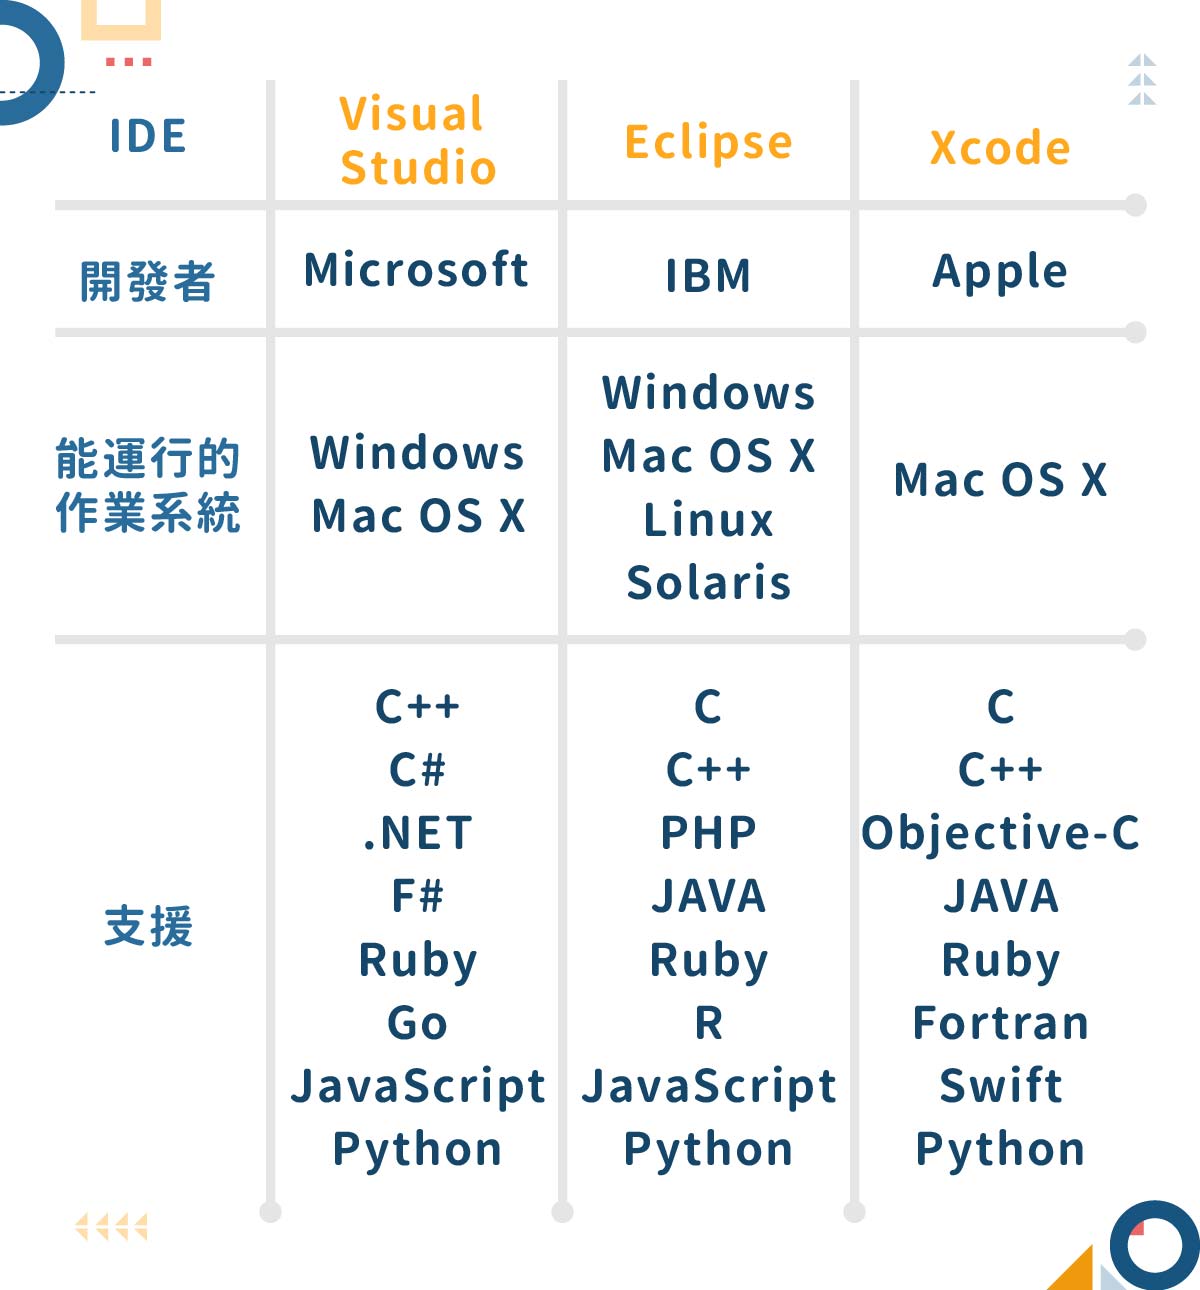 IDE
Visual
Studio
Eclipse
Xcode
開發者
Microsoft
IBM
Apple
能運行的
作業系統
Windows
Mac OS X
Windows
Mac OS X
Linux
Solaris
Mac OS X
支援
C++
C#
.NET
F#
Ruby
Go
JavaScript
Python
C
C++
PHP
JAVA
Ruby
R
JavaScript
Python
C
C++
Objective-C
JAVA
Ruby
Fortran
Swift
Python